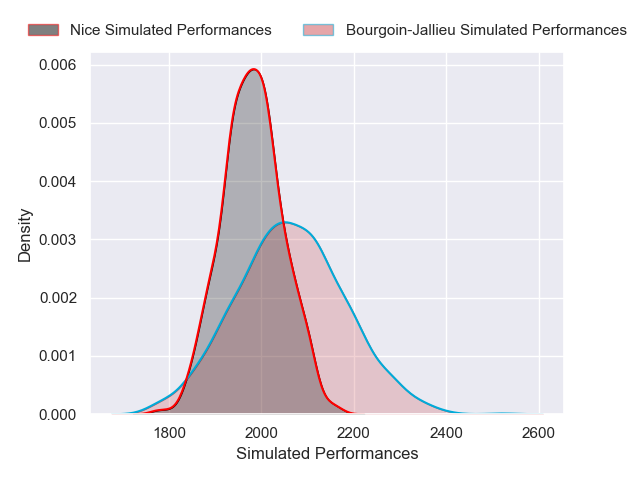 Nice Simulated Performances
Bourgoin-Jallieu Simulated Performances
0.006
0.005
0.004
0.003
0.002
0.001
0.000
Density
1800 2000 2200 2400 2600
Simulated Performances